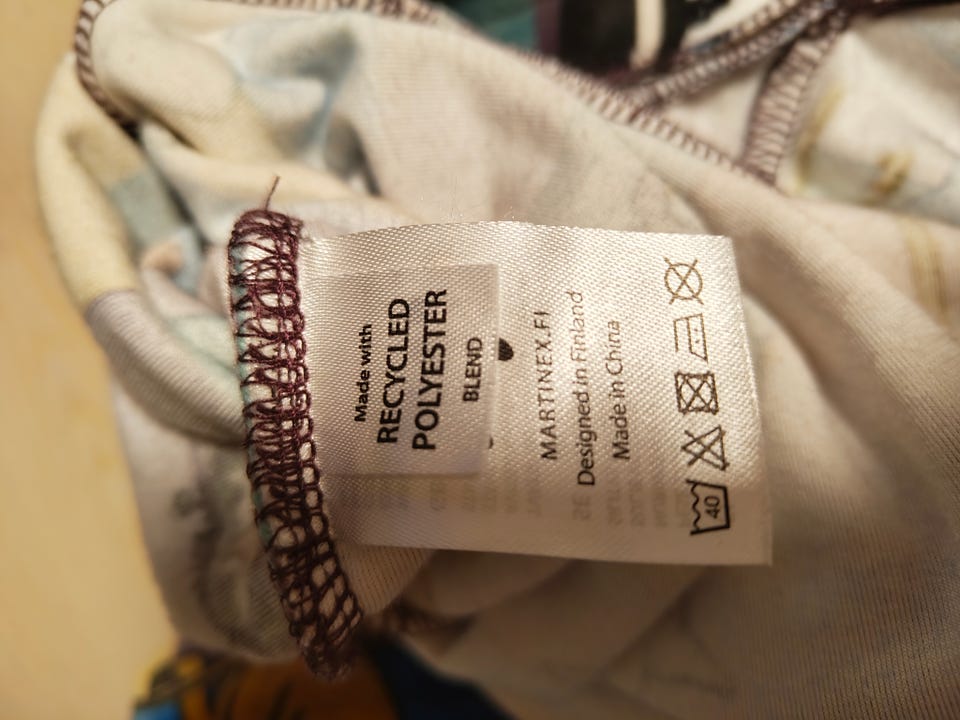 Made with
RECYCLED
POLYESTER
BLEND
MARTINEX.FI
Designed in Finland
Made in China
40